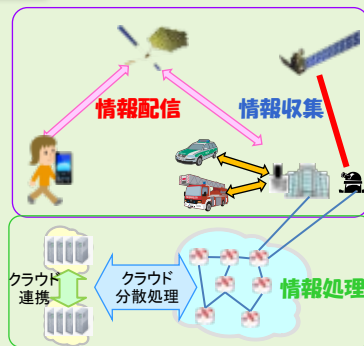 情報配信
情報収集
クラウド
連携
クラウド
分散処理
情報処理